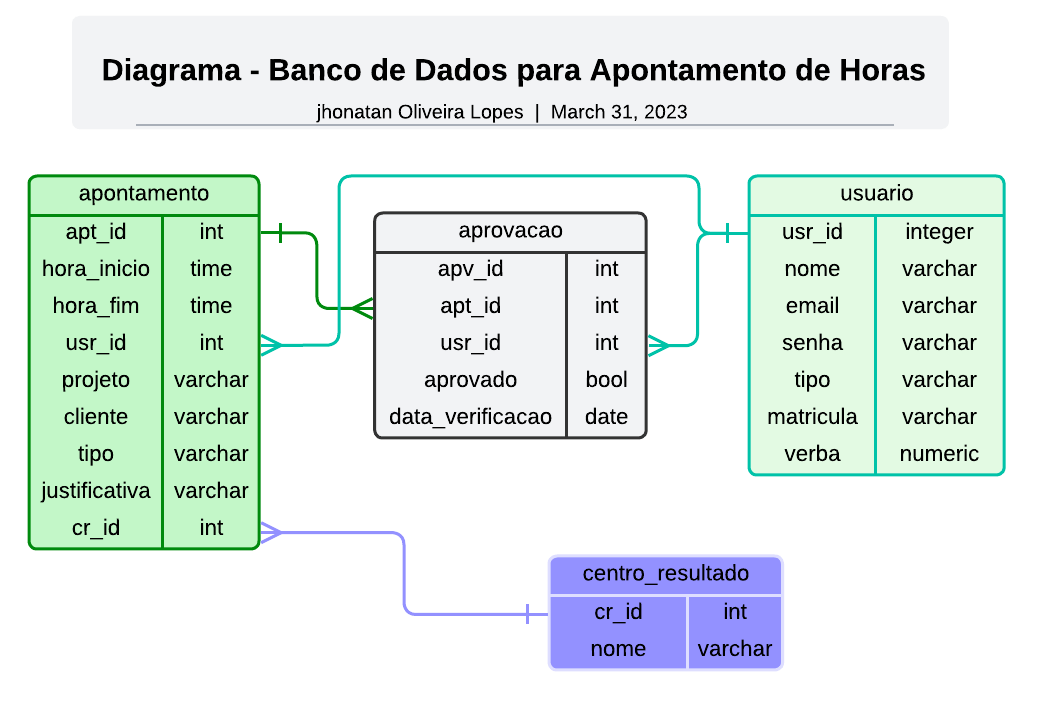 Diagrama - Banco de Dados para Apontamento de Horas
jhonatan Oliveira Lopes | March 31, 2023
apontamento
apt_id int
hora_inicio time
hora_fim time
usr_id int
projeto varchar
cliente varchar
tipo varchar
justificativa varchar
cr_id int
aprovacao
apv_id int
apt_id int
usr_id int
aprovado bool
data_verificacao date
usuario
usr_id integer
nome varchar
email varchar
senha varchar
tipo varchar
matricula varchar
verba numeric
centro_resultado
cr_id int
nome varchar